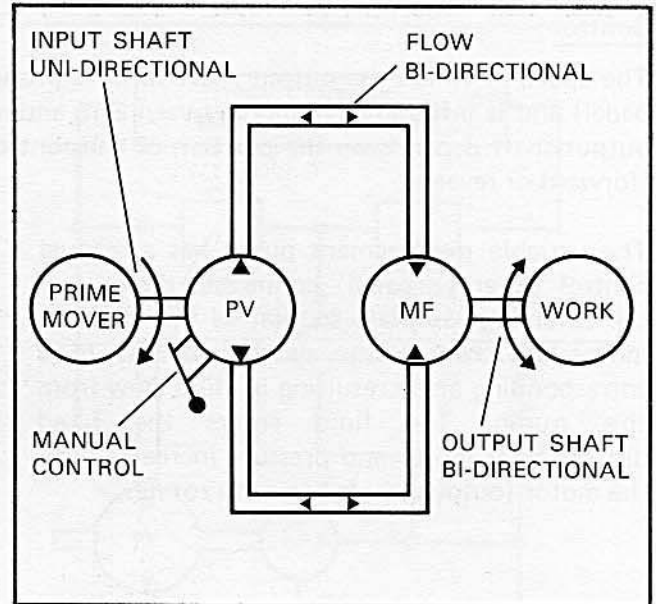 INPUT SHAFT
UNI-DIRECTIONAL
FLOW
BI-DIRECTIONAL
PRIME
MOVER
PV
MF
WORK
MANUAL
CONTROL
OUTPUT SHAFT
BI-DIRECTIONAL